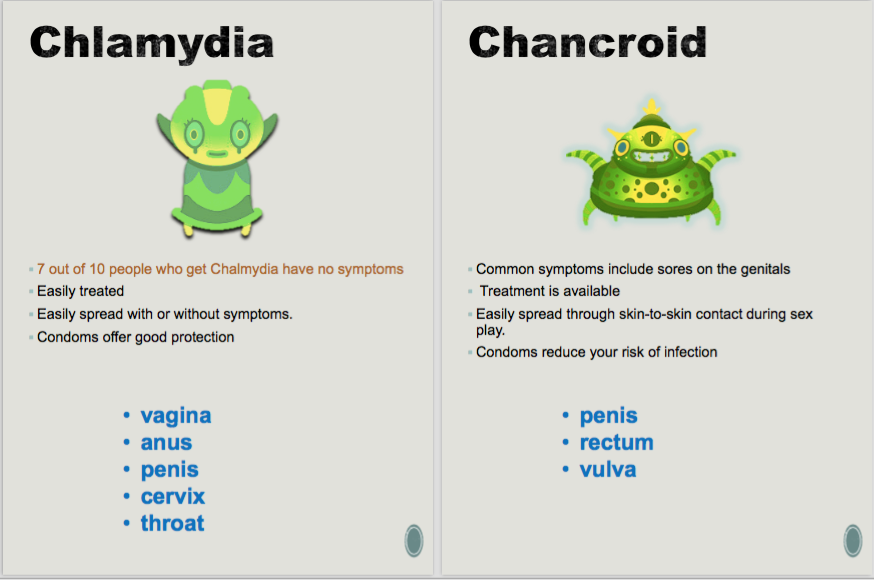 Chlamydia
7 out of 10 people who get Chalmydia have no symptoms
Easily treated
Easily spread with or without symptoms.
Condoms offer good protection
• vagina
• anus
• penis
• cervix
• throat
Chancroid
Common symptoms include sores on the genitals
Treatment is available
Easily spread through skin-to-skin contact during sex
play.
Condoms reduce your risk of infection
• penis
• rectum
• vulva